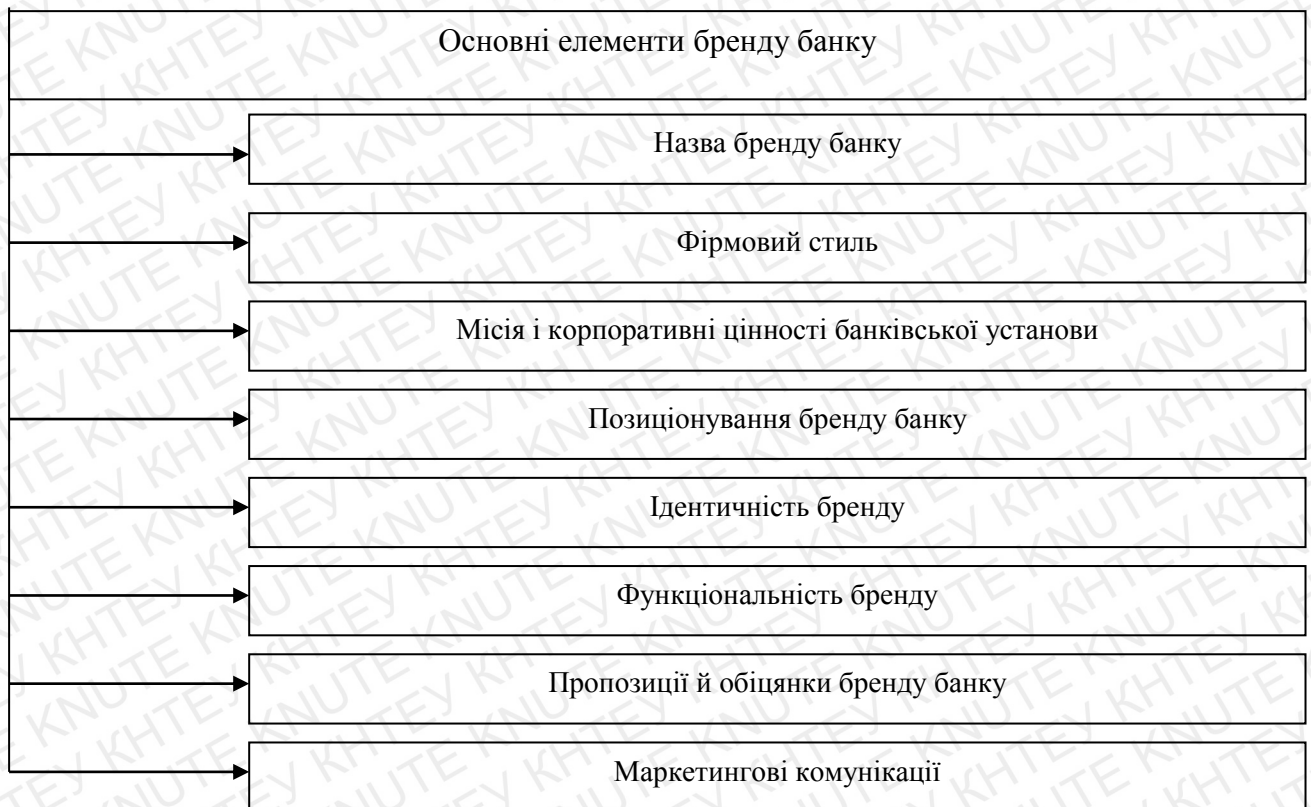 Основні елементи бренду банку
Назва бренду банку
Фірмовий стиль
Місія і корпоративні цінності банківської установи
Позиціонування бренду банку
Ідентичність бренду
Функціональність бренду
Пропозиції й обіцянки бренду банку
Маркетингові комунікації